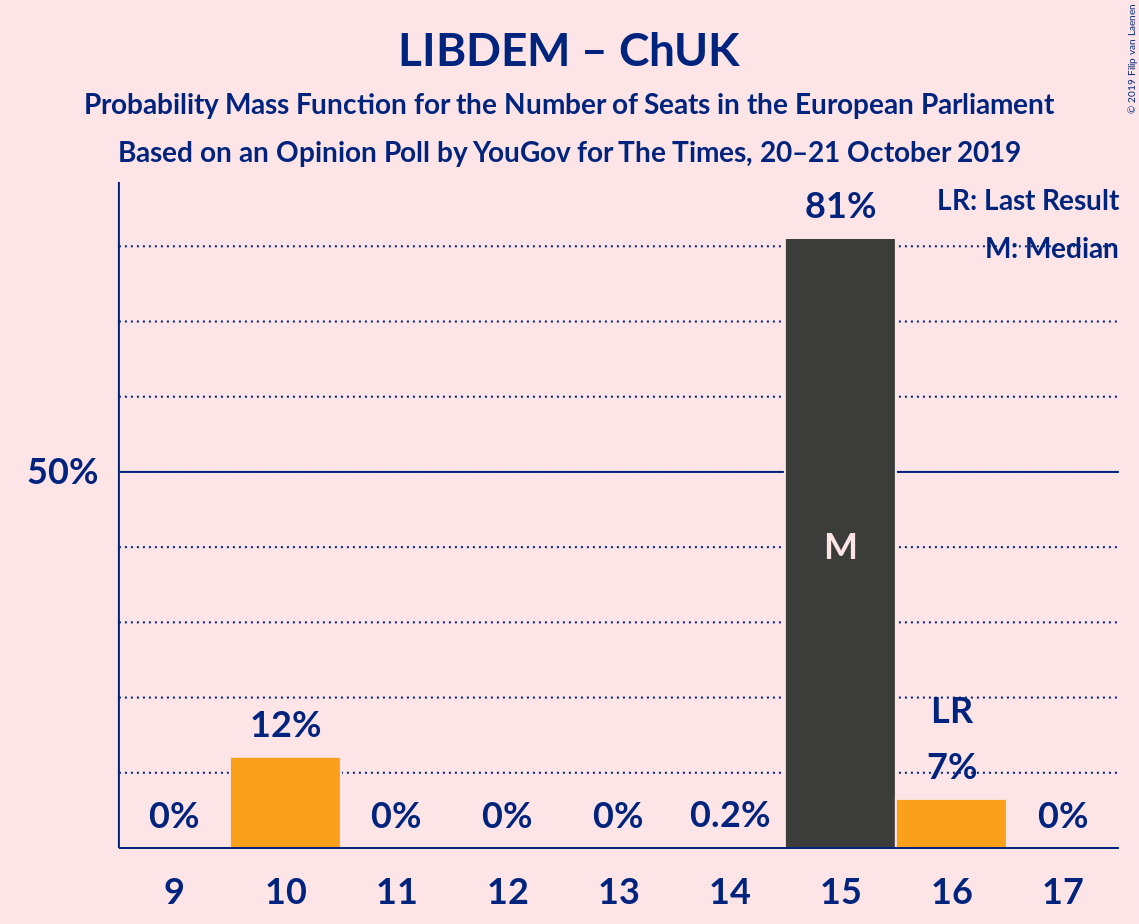 LIBDEM – ChUK
Probability Mass Function for the Number of Seats in the European Parliament
Based on an Opinion Poll by YouGov for The Times, 20–21 October 2019
© 2019 Filip van Laenen
LR: Last Result
M: Median
81%
50%
M
LR
12%
7%
0%
0%
0%
0%
0.2%
0%
9
10
11
12
13
14
15
16
17